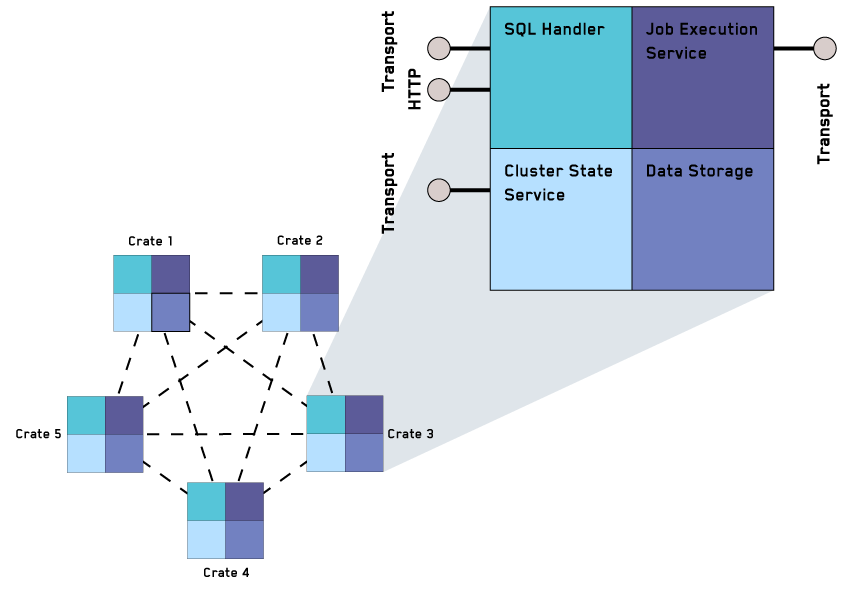 Transport
HTTP
SQL Handler
Job Execution
Service
Transport
Transport
Cluster State
Service
Data Storage
Crate 1
Crate 2
Crate 5
Crate 3
Crate 4